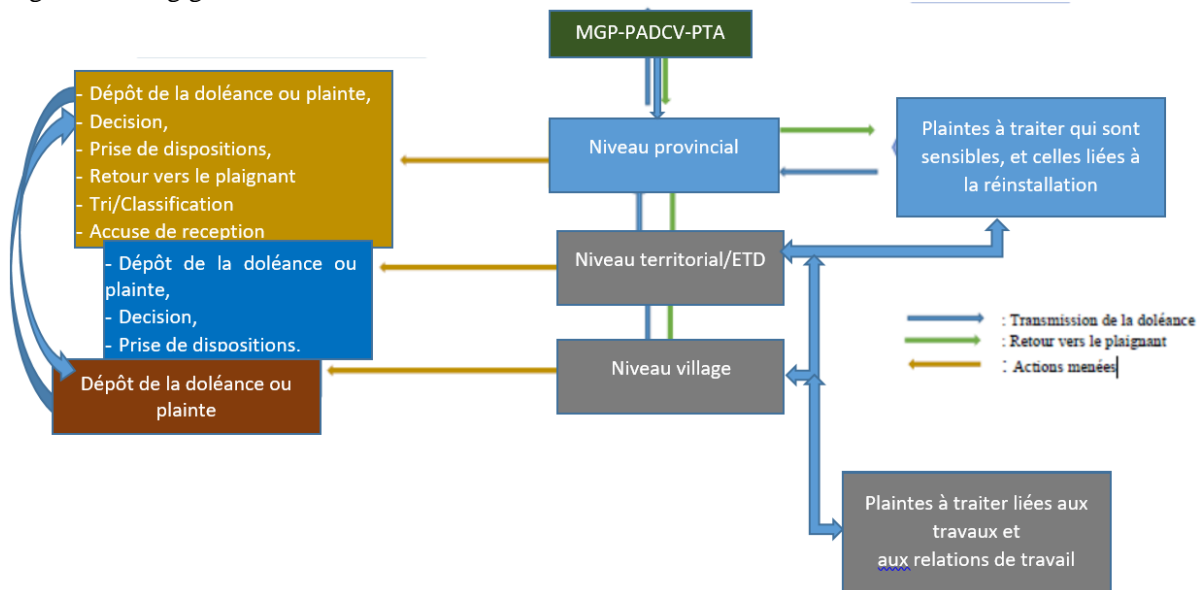 MGP-PADCV-PTA
- Dépôt de la doléance ou plainte,
- Decision,
- Prise de dispositions,
- Retour vers le plaignant
- Tri/Classification
- Accuse de reception
Niveau provincial
Plaintes à traiter qui sont
sensibles, et celles liées à
la réinstallation
- Dépôt de la doléance ou
plainte,
- Decision,
- Prise de dispositions.
Niveau territorial/ETD
: Transmission de la doléance
: Retour vers le plaignant
: Actions menées
Dépôt de la doléance ou
plainte
Niveau village
Plaintes à traiter liées aux
travaux et
aux relations de travail